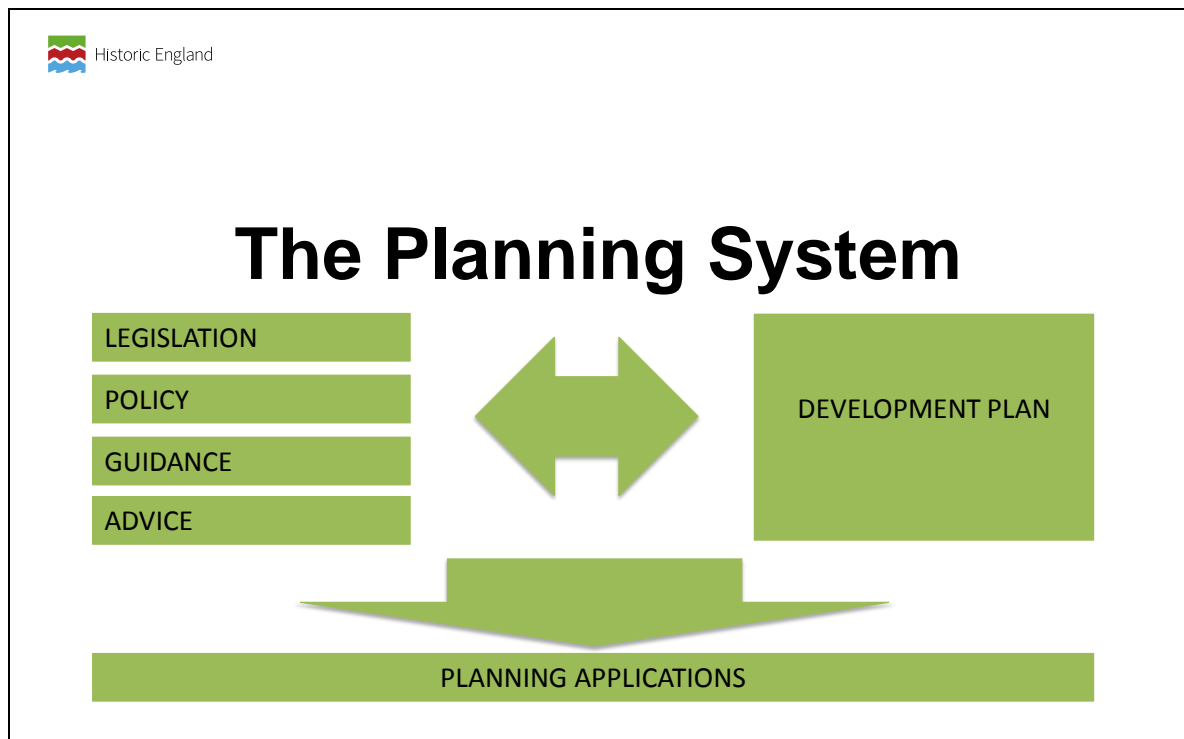 Historic England
The Planning System
LEGISLATION
POLICY
GUIDANCE
ADVICE
DEVELOPMENT PLAN
PLANNING APPLICATIONS